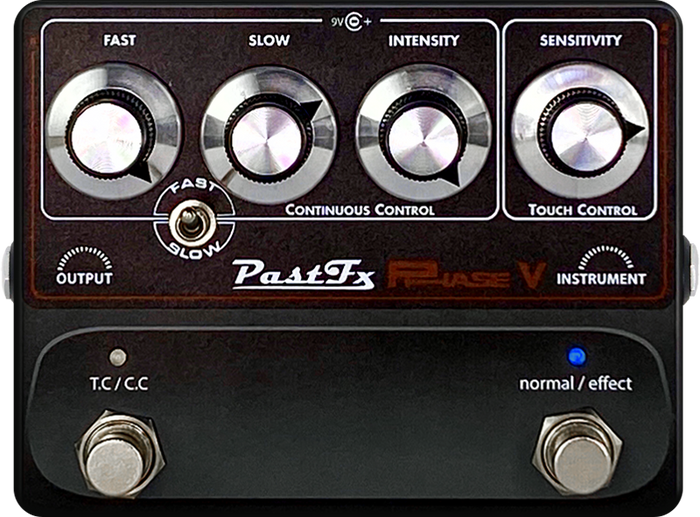 9V +
FAST SLOW INTENSITY SENSITIVITY
FAST
SLOW
CONTINUOUS CONTROL TOUCH CONTROL
OUTPUT PastFx PHASE V INSTRUMENT
T.C / C.C normal / effect